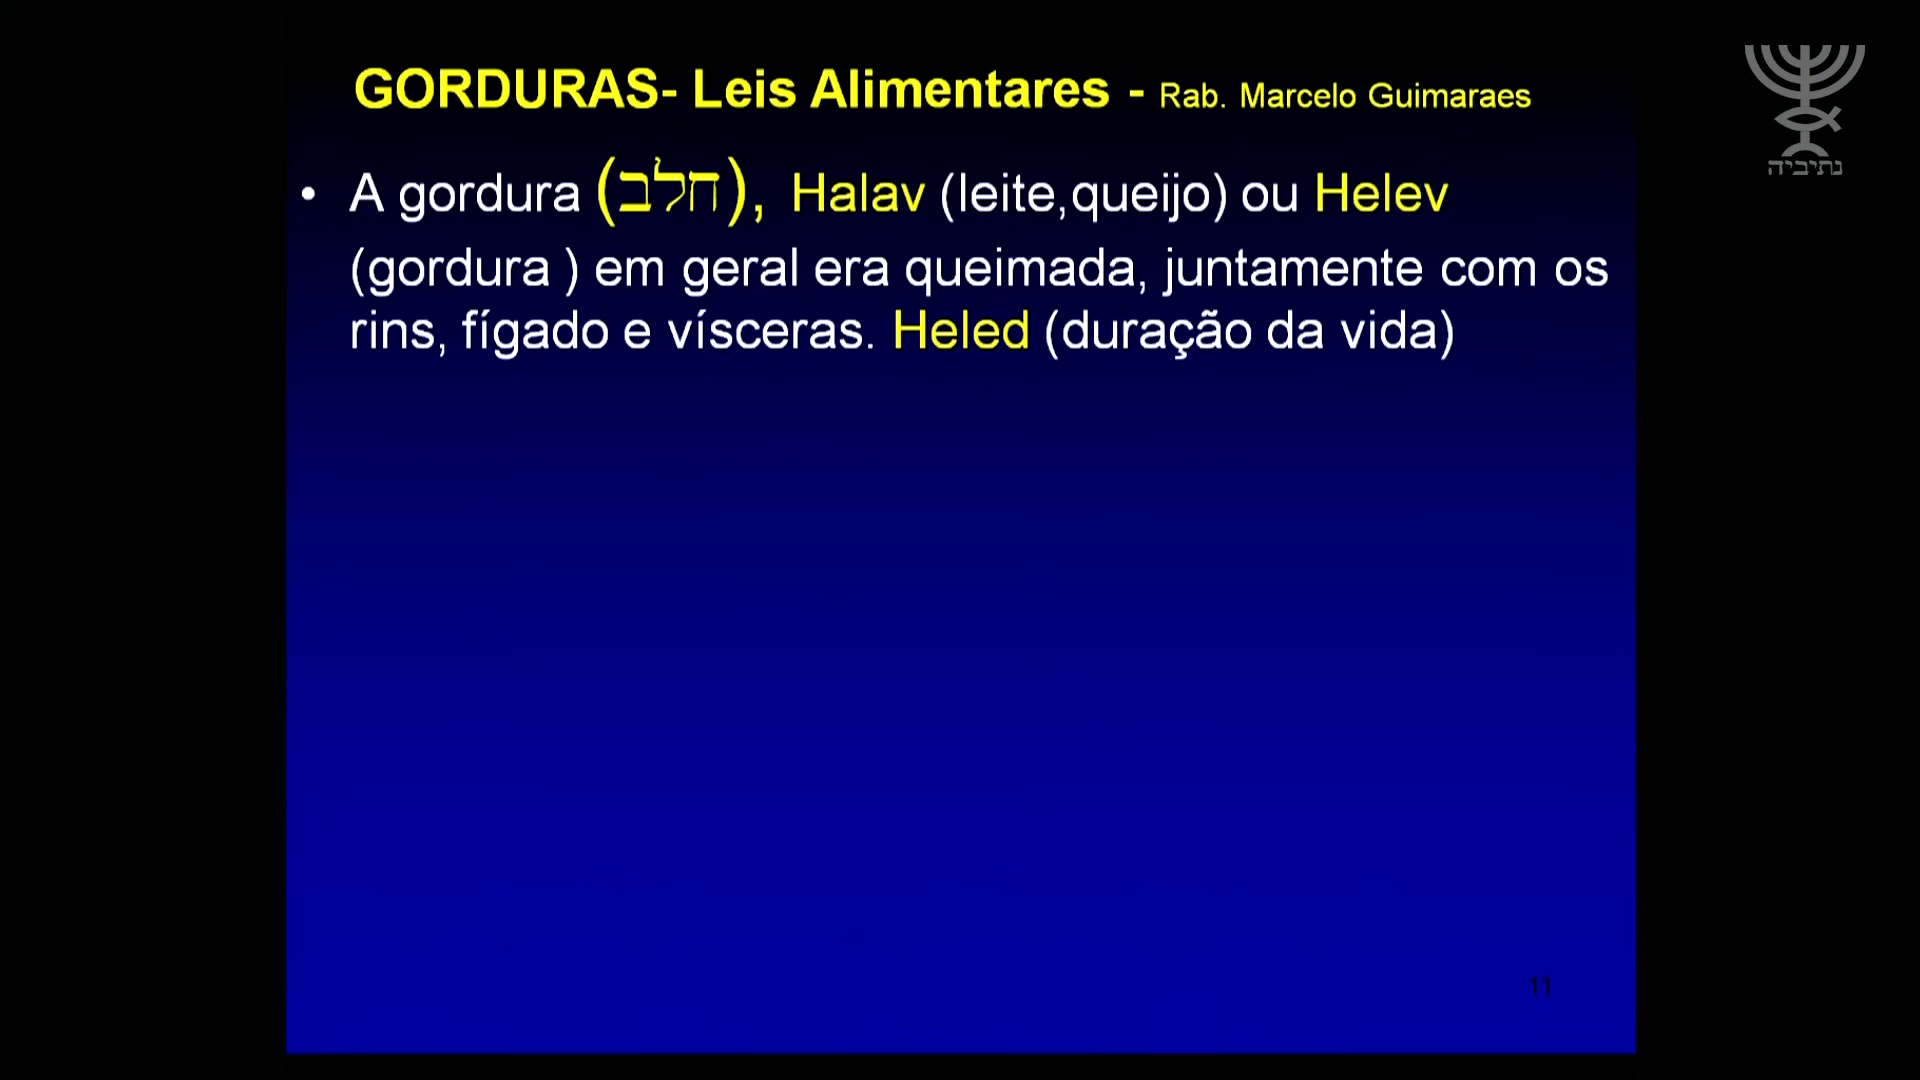 GORDURAS- Leis Alimentares - Rab. Marcelo Guimaraes
נתיביה
• A gordura (חלב), Halav (leite,queijo) ou Helev
(gordura ) em geral era queimada, juntamente com os
rins, fígado e vísceras. Heled (duração da vida)
11